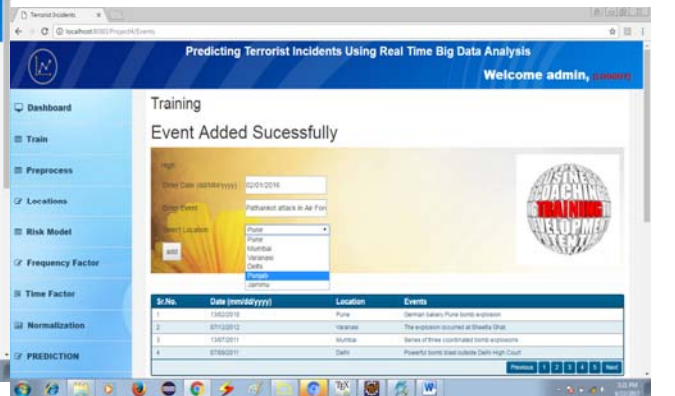 Terrorist Incidents
localhost:8080/Project4/Events
Predicting Terrorist Incidents Using Real Time Big Data Analysis
Welcome admin, (LOGOUT)
Dashboard
Train
Preprocess
Locations
Risk Model
Frequency Factor
Time Factor
Normalization
PREDICTION
Training
Event Added Sucessfully
High
Enter Date (dd/MM/yyyy) 02/01/2016
Enter Event Pathankot attack in Air For
Select Location Pune
Pune
Mumbai
Varanasi
Delhi
Punjab
Jammu
add
TRAINING
Sr.No. Date (mm/dd/yyyy) Location Events
1 13/02/2010 Pune German bakery Pune bomb explosion
2 07/12/2010 Varanasi The explosion occurred at Sheetla Ghat
3 13/07/2011 Mumbai Series of three coordinated bomb explosions
4 07/09/2011 Delhi Powerful bomb blast outside Delhi High Court
Previous 1 2 3 4 5 Next
3:21 PM